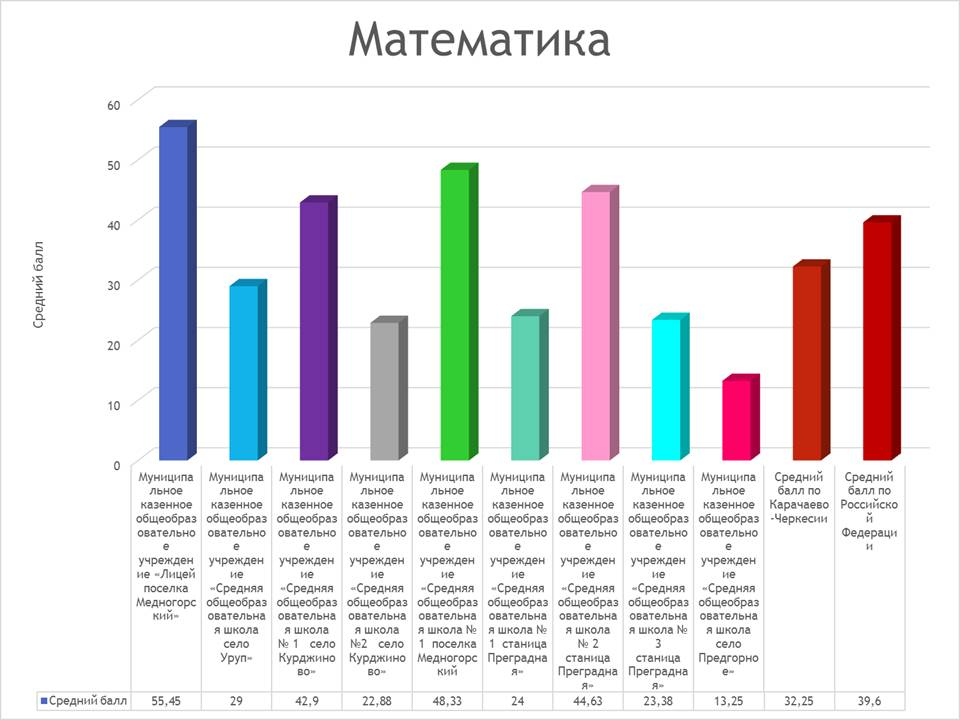 Математика
Средний балл
60
50
40
30
20
10
0
Муниципа
льное
казенное
общеобраз
овательно
е
учрежден
ие «Лицей
поселка
Медногорс
кий»
Муниципа
льное
казенное
общеобраз
овательно
е
учрежден
ие
«Средняя
общеобраз
овательна
я школа
село
Уруп»
Муниципа
льное
казенное
общеобраз
овательно
е
учрежден
ие
«Средняя
общеобраз
овательна
я школа
№ 1 село
Курджино
во»
Муниципа
льное
казенное
общеобраз
овательно
е
учрежден
ие
«Средняя
общеобраз
овательна
я школа
№2 село
Курджино
во»
Муниципа
льное
казенное
общеобраз
овательно
е
учрежден
ие
«Средняя
общеобраз
овательна
я школа №
1 поселка
Медногорс
кий
Муниципа
льное
казенное
общеобраз
овательно
е
учрежден
ие
«Средняя
общеобраз
овательна
я школа №
1 станица
Преградна
я»
Муниципа
льное
казенное
общеобраз
овательно
е
учрежден
ие
«Средняя
общеобраз
овательна
я школа
№ 2
станица
Преградна
я»
Муниципа
льное
казенное
общеобраз
овательно
е
учрежден
ие
«Средняя
общеобраз
овательна
я школа №
3
станица
Преградна
я»
Муниципа
льное
казенное
общеобраз
овательно
е
учрежден
ие
«Средняя
общеобраз
овательна
я школа
село
Предгорно
е»
Средний
балл по
Карачаево
-Черкесии
Средний
балл по
Российско
й
Федераци
и
Средний балл 55,45 29 42,9 22,88 48,33 24 44,63 23,38 13,25 32,25 39,6